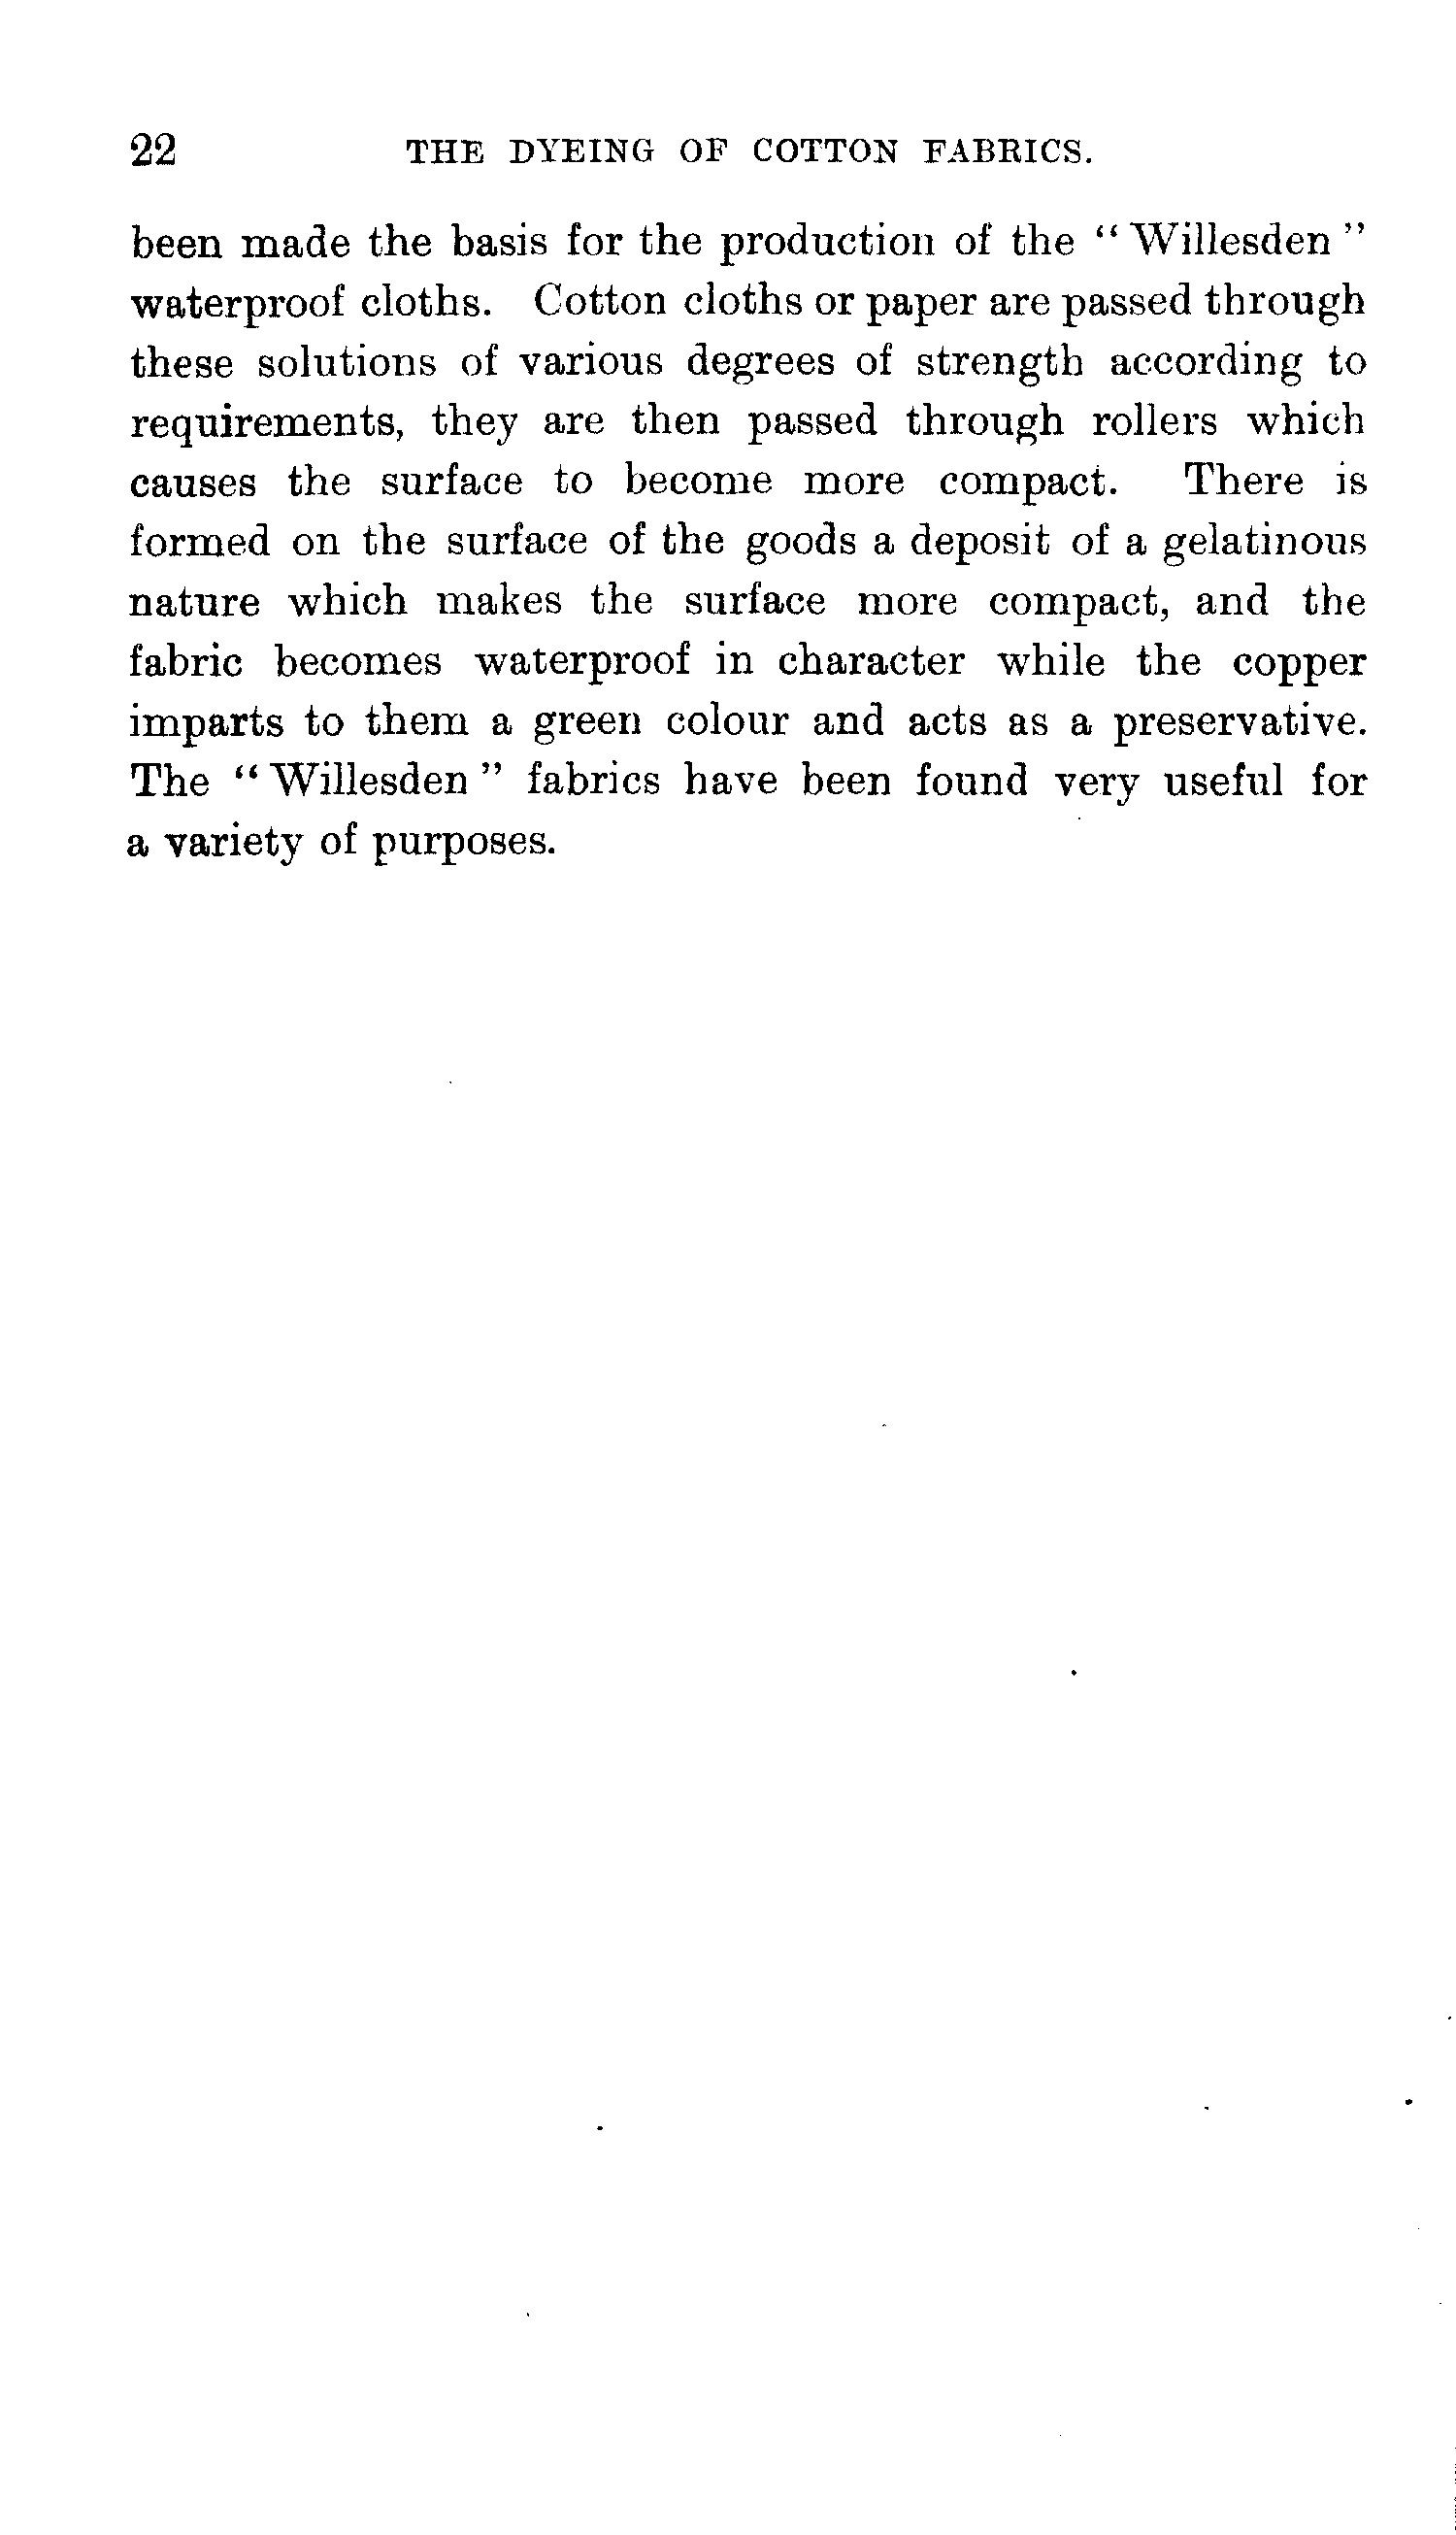 22 THE DYEING OF COTTON FABRICS.
been made the basis for the production of the “ Willesden ”
waterproof cloths. Cotton cloths or paper are passed through
these solutions of various degrees of strength according to
requirements, they are then passed through rollers which
causes the surface to become more compact. There is
formed on the surface of the goods a deposit of a gelatinous
nature which makes the surface more compact, and the
fabric becomes waterproof in character while the copper
imparts to them a green colour and acts as a preservative.
The “ Willesden ” fabrics have been found very useful for
a variety of purposes.